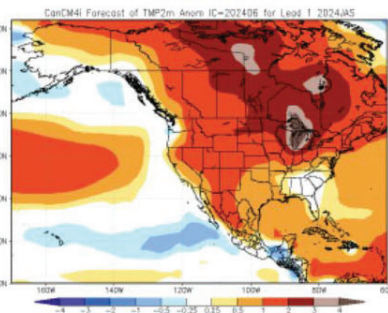 CanCM4i Forecast of TMP2m Anom IC=202406 for Lead 1 2024JAS
160W 140W 120W 100W 80W 60
-4 -3 -2 -1 -0.5 -0.25 0.25 0.5 1 2 3 4